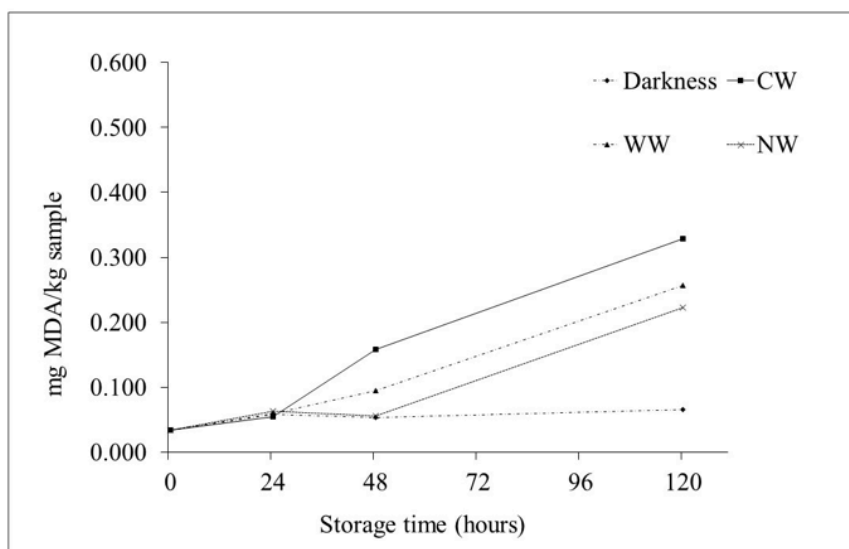 0.600
0.500
0.400
0.300
0.200
0.100
0.000
mg MDA/kg sample
Darkness CW
WW NW
0 24 48 72 96 120
Storage time (hours)